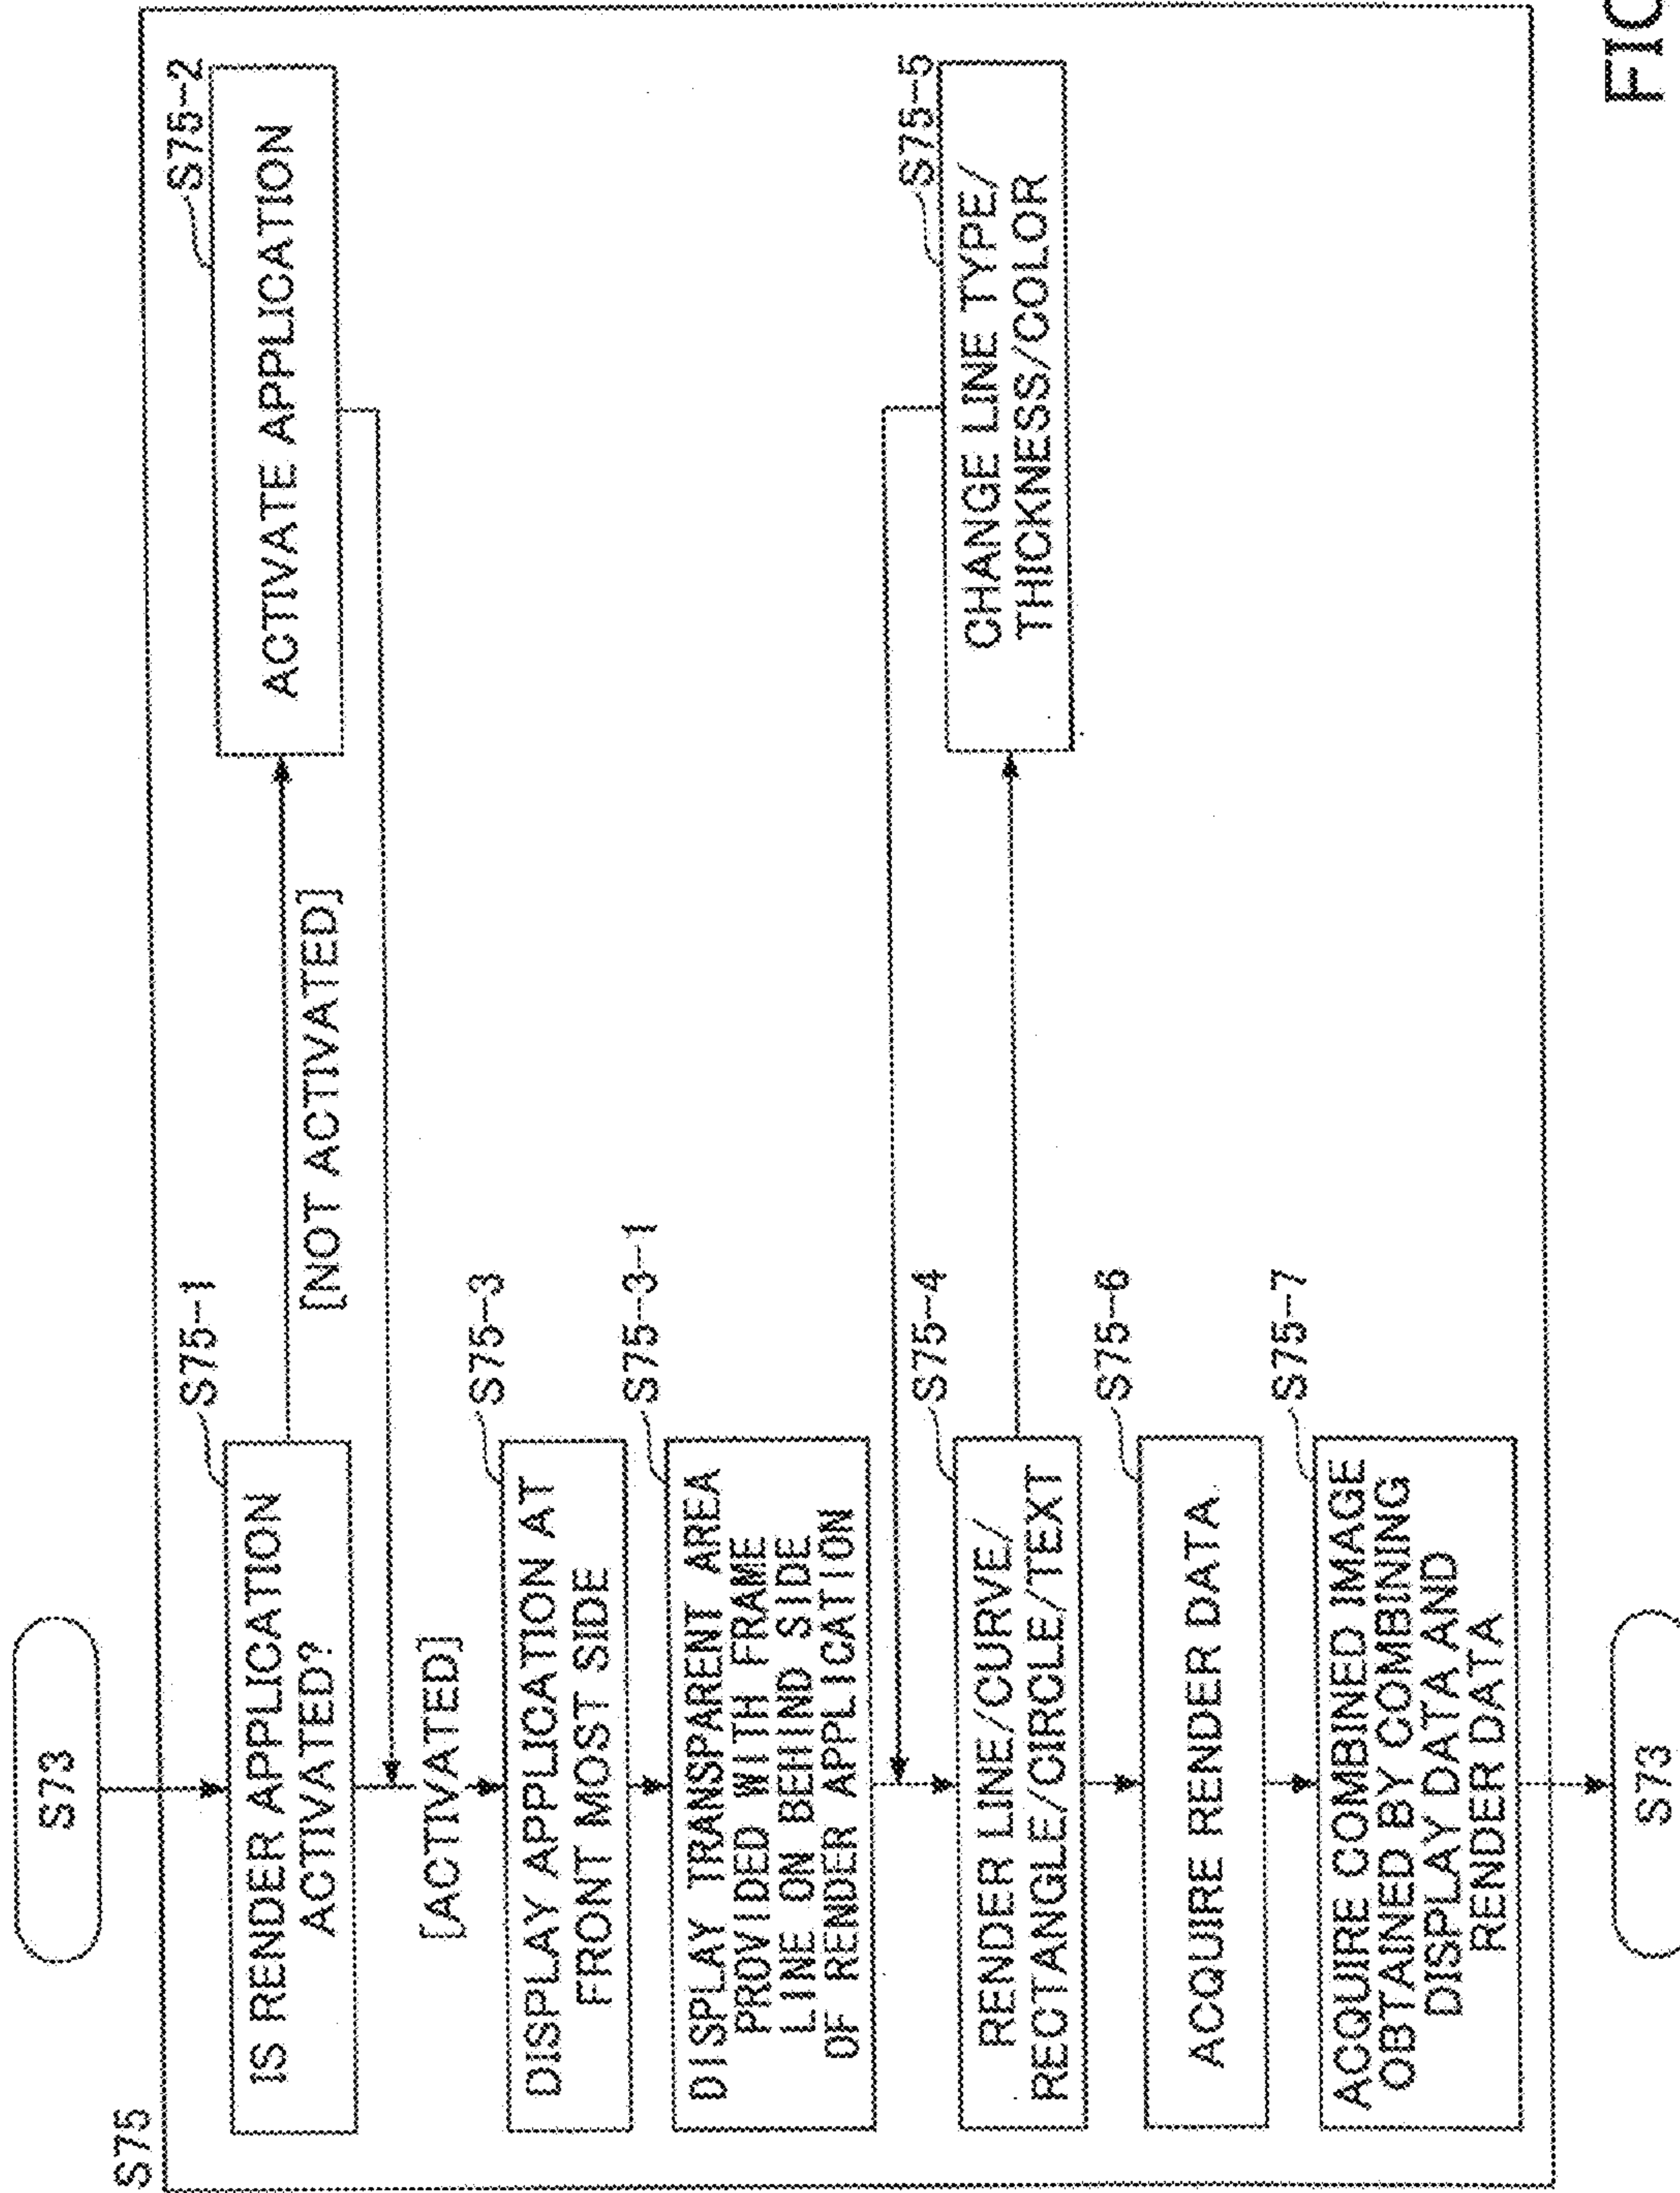 S75
S73
S75-1
IS RENDER APPLICATION
ACTIVATED?
[NOT ACTIVATED]
S75-2
ACTIVATE APPLICATION
[ACTIVATED]
S75-3
DISPLAY APPLICATION AT
FRONT MOST SIDE
S75-3-1
DISPLAY TRANSPARENT AREA
PROVIDED WITH FRAME
LINE ON BEHIND SIDE
OF RENDER APPLICATION
S75-4
RENDER LINE/CURVE/
RECTANGLE/CIRCLE/TEXT
S75-5
CHANGE LINE TYPE/
THICKNESS/COLOR
S75-6
ACQUIRE RENDER DATA
S75-7
ACQUIRE COMBINED IMAGE
OBTAINED BY COMBINING
DISPLAY DATA AND
RENDER DATA
S73